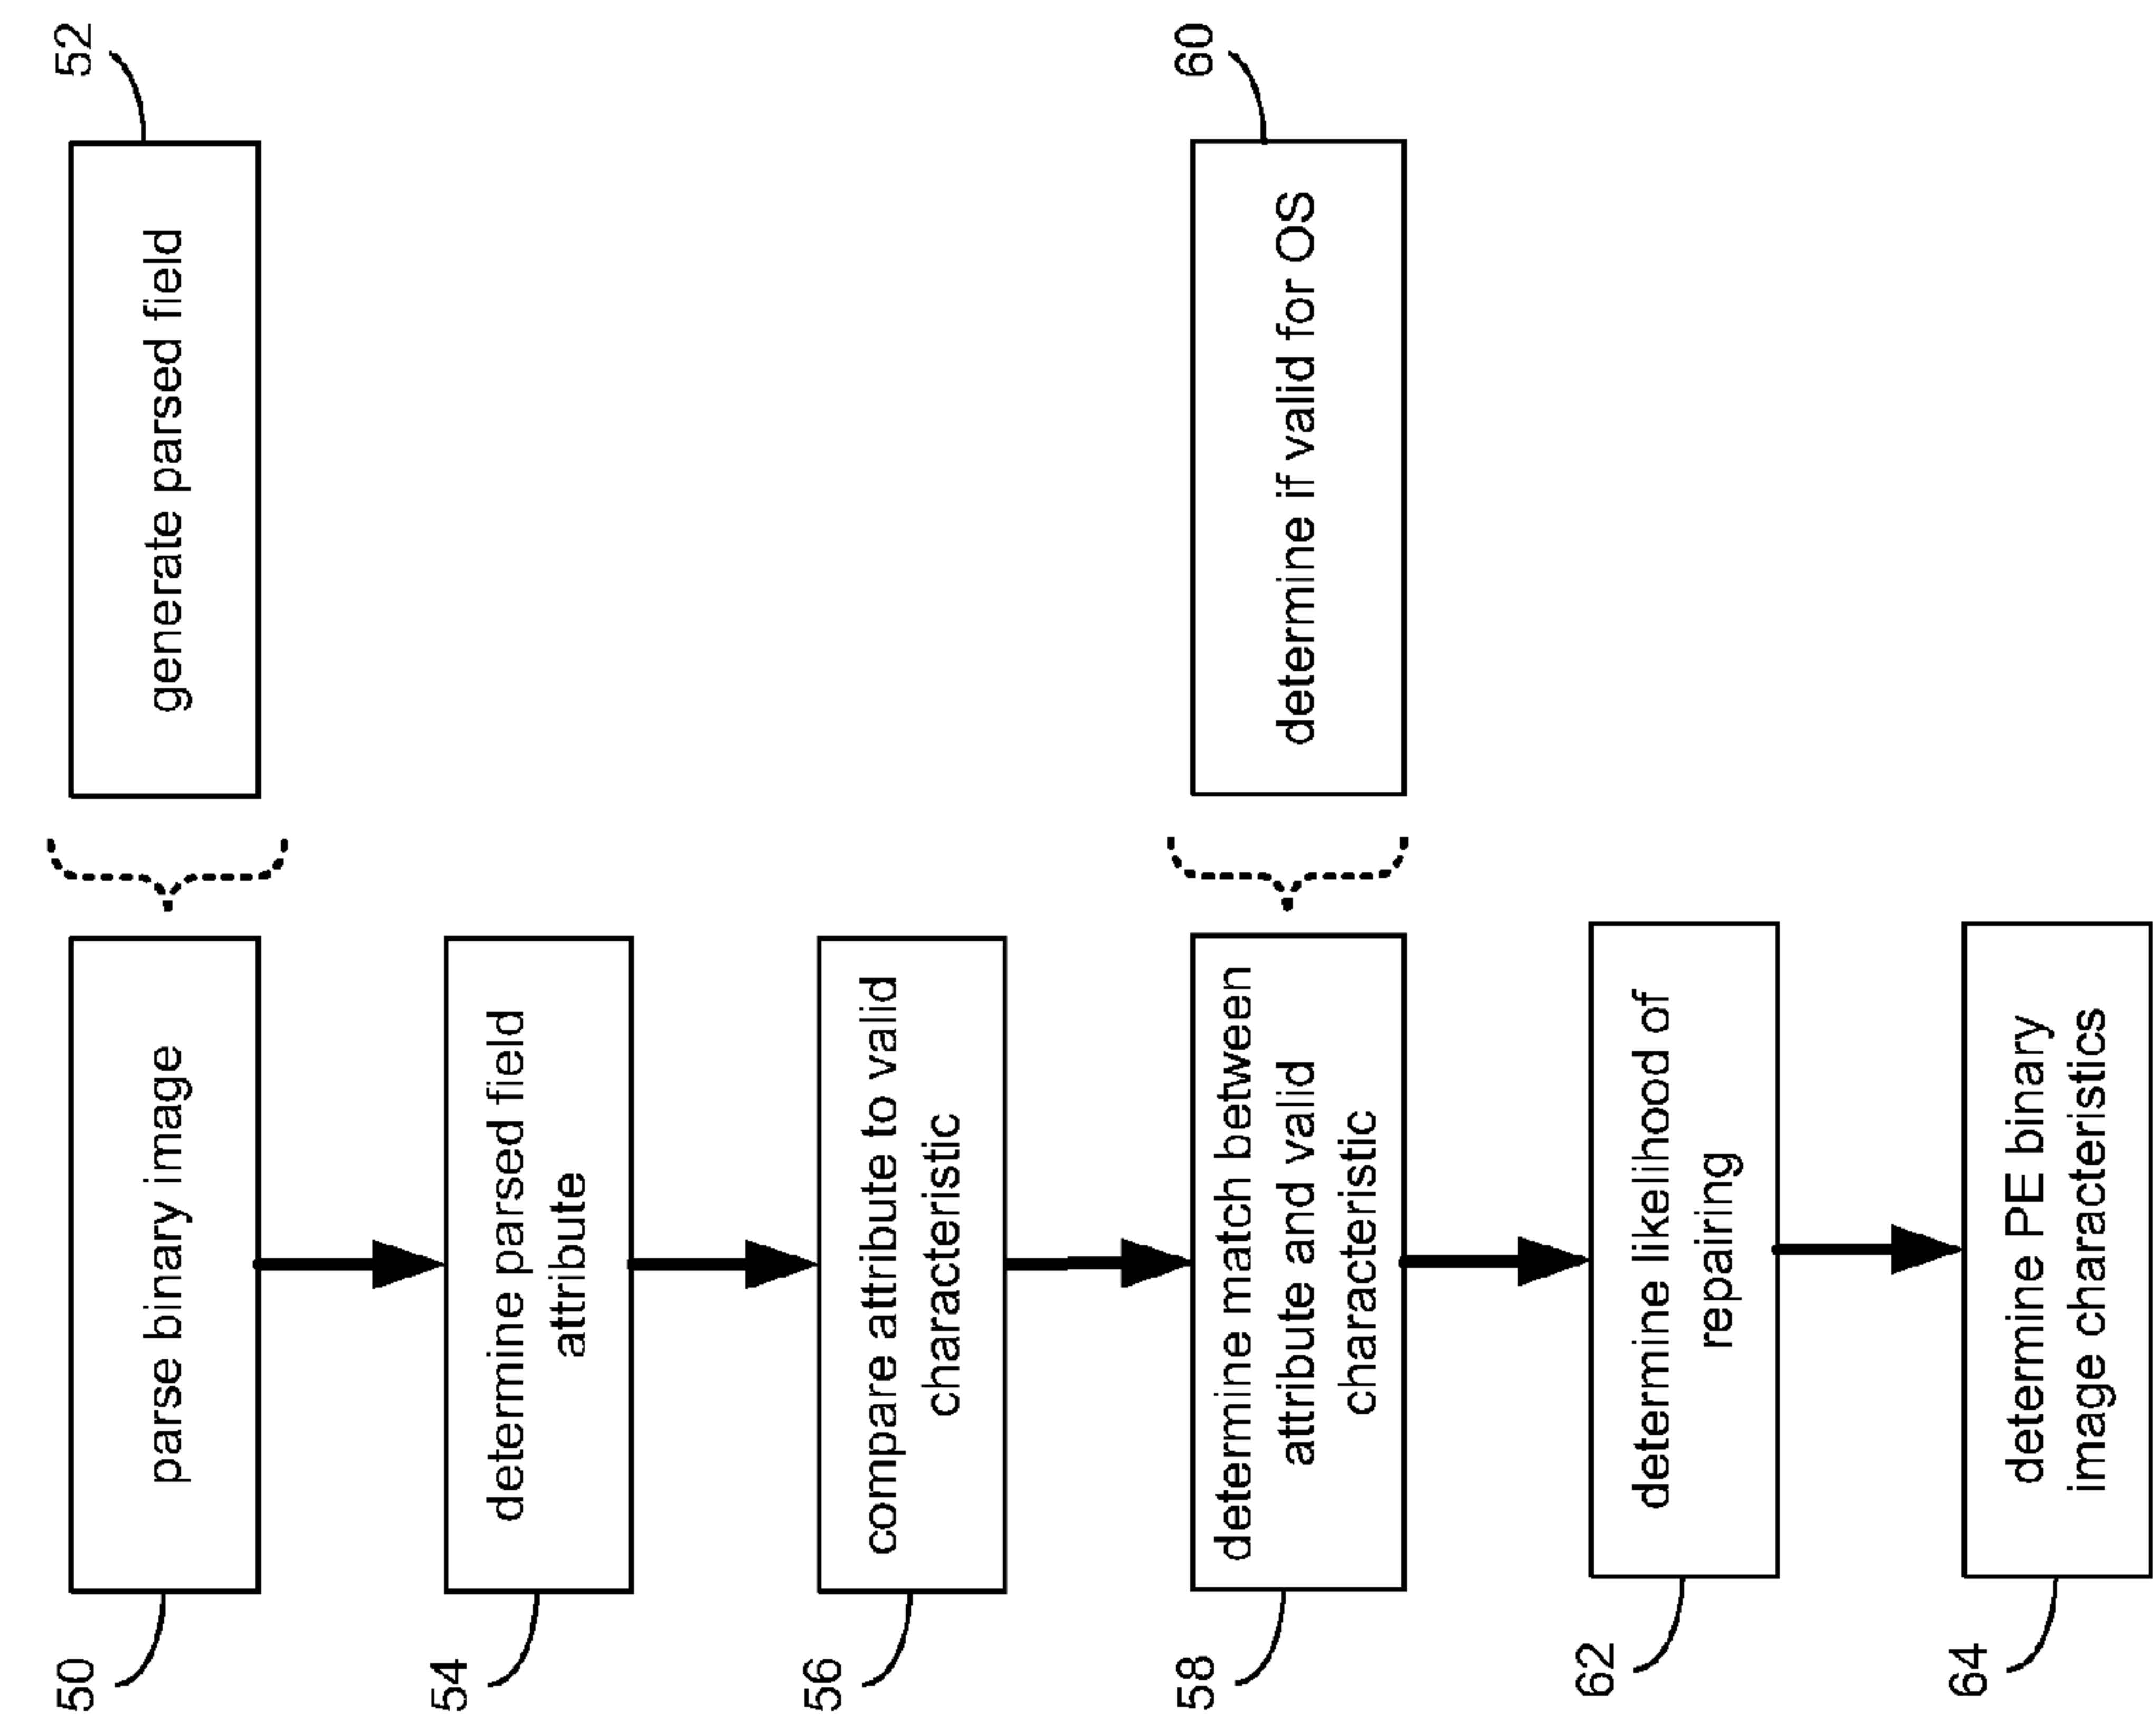 50
parse binary image
generate parsed field
52
54
determine parsed field
attribute
56
compare attribute to valid
characteristic
58
determine match between
attribute and valid
characteristic
determine if valid for OS
60
62
determine likelihood of
repairing
64
determine PE binary
image characteristics